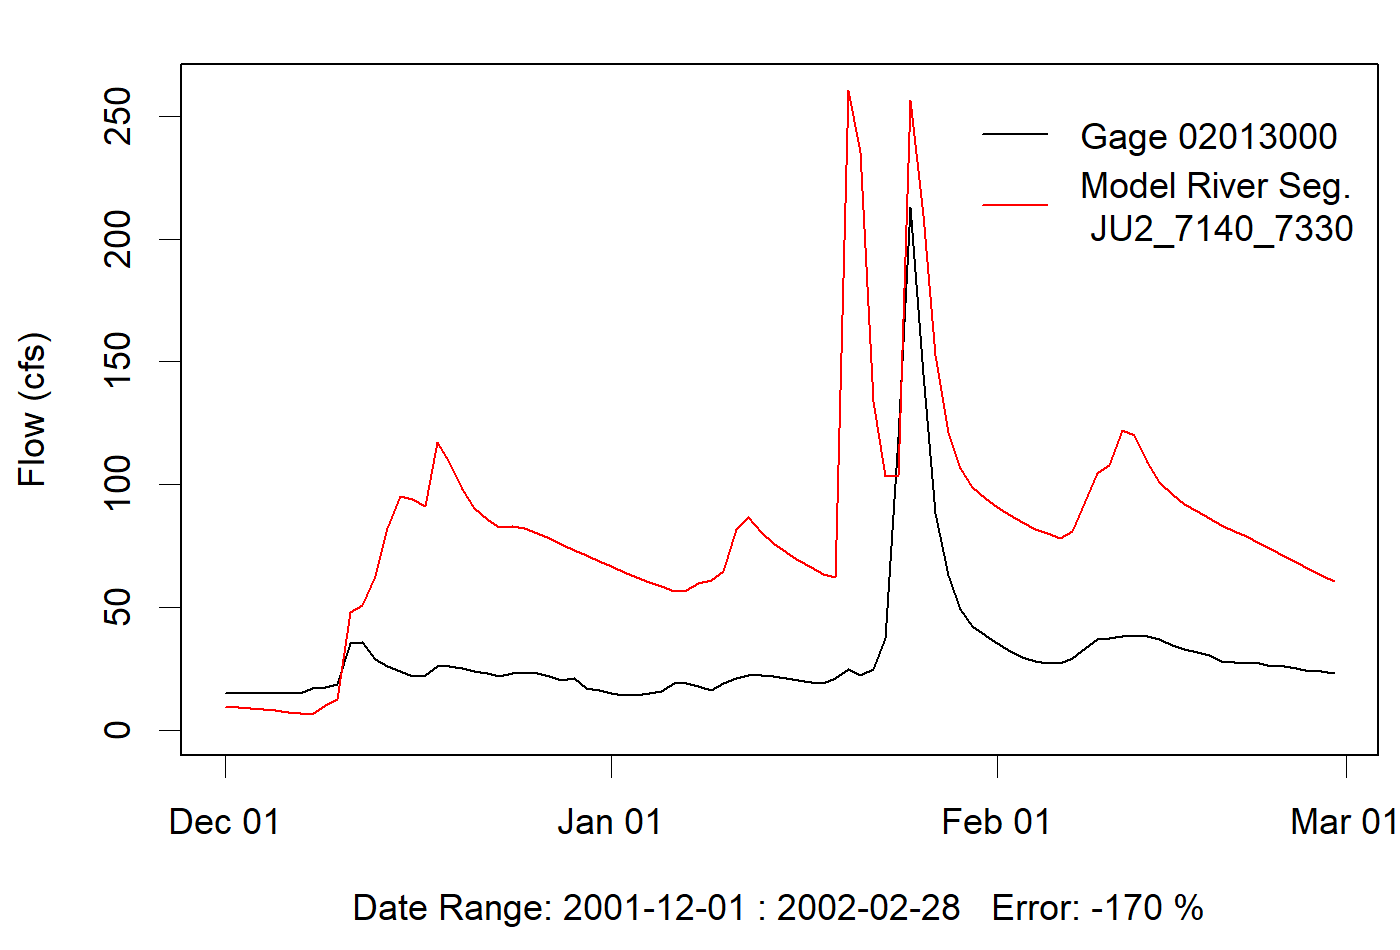 Flow (cfs)
250
200
150
100
50
0
Gage 02013000
Model River Seg.
JU2_7140_7330
Dec 01
Jan 01
Feb 01
Mar 01
Date Range: 2001-12-01 : 2002-02-28   Error: -170 %